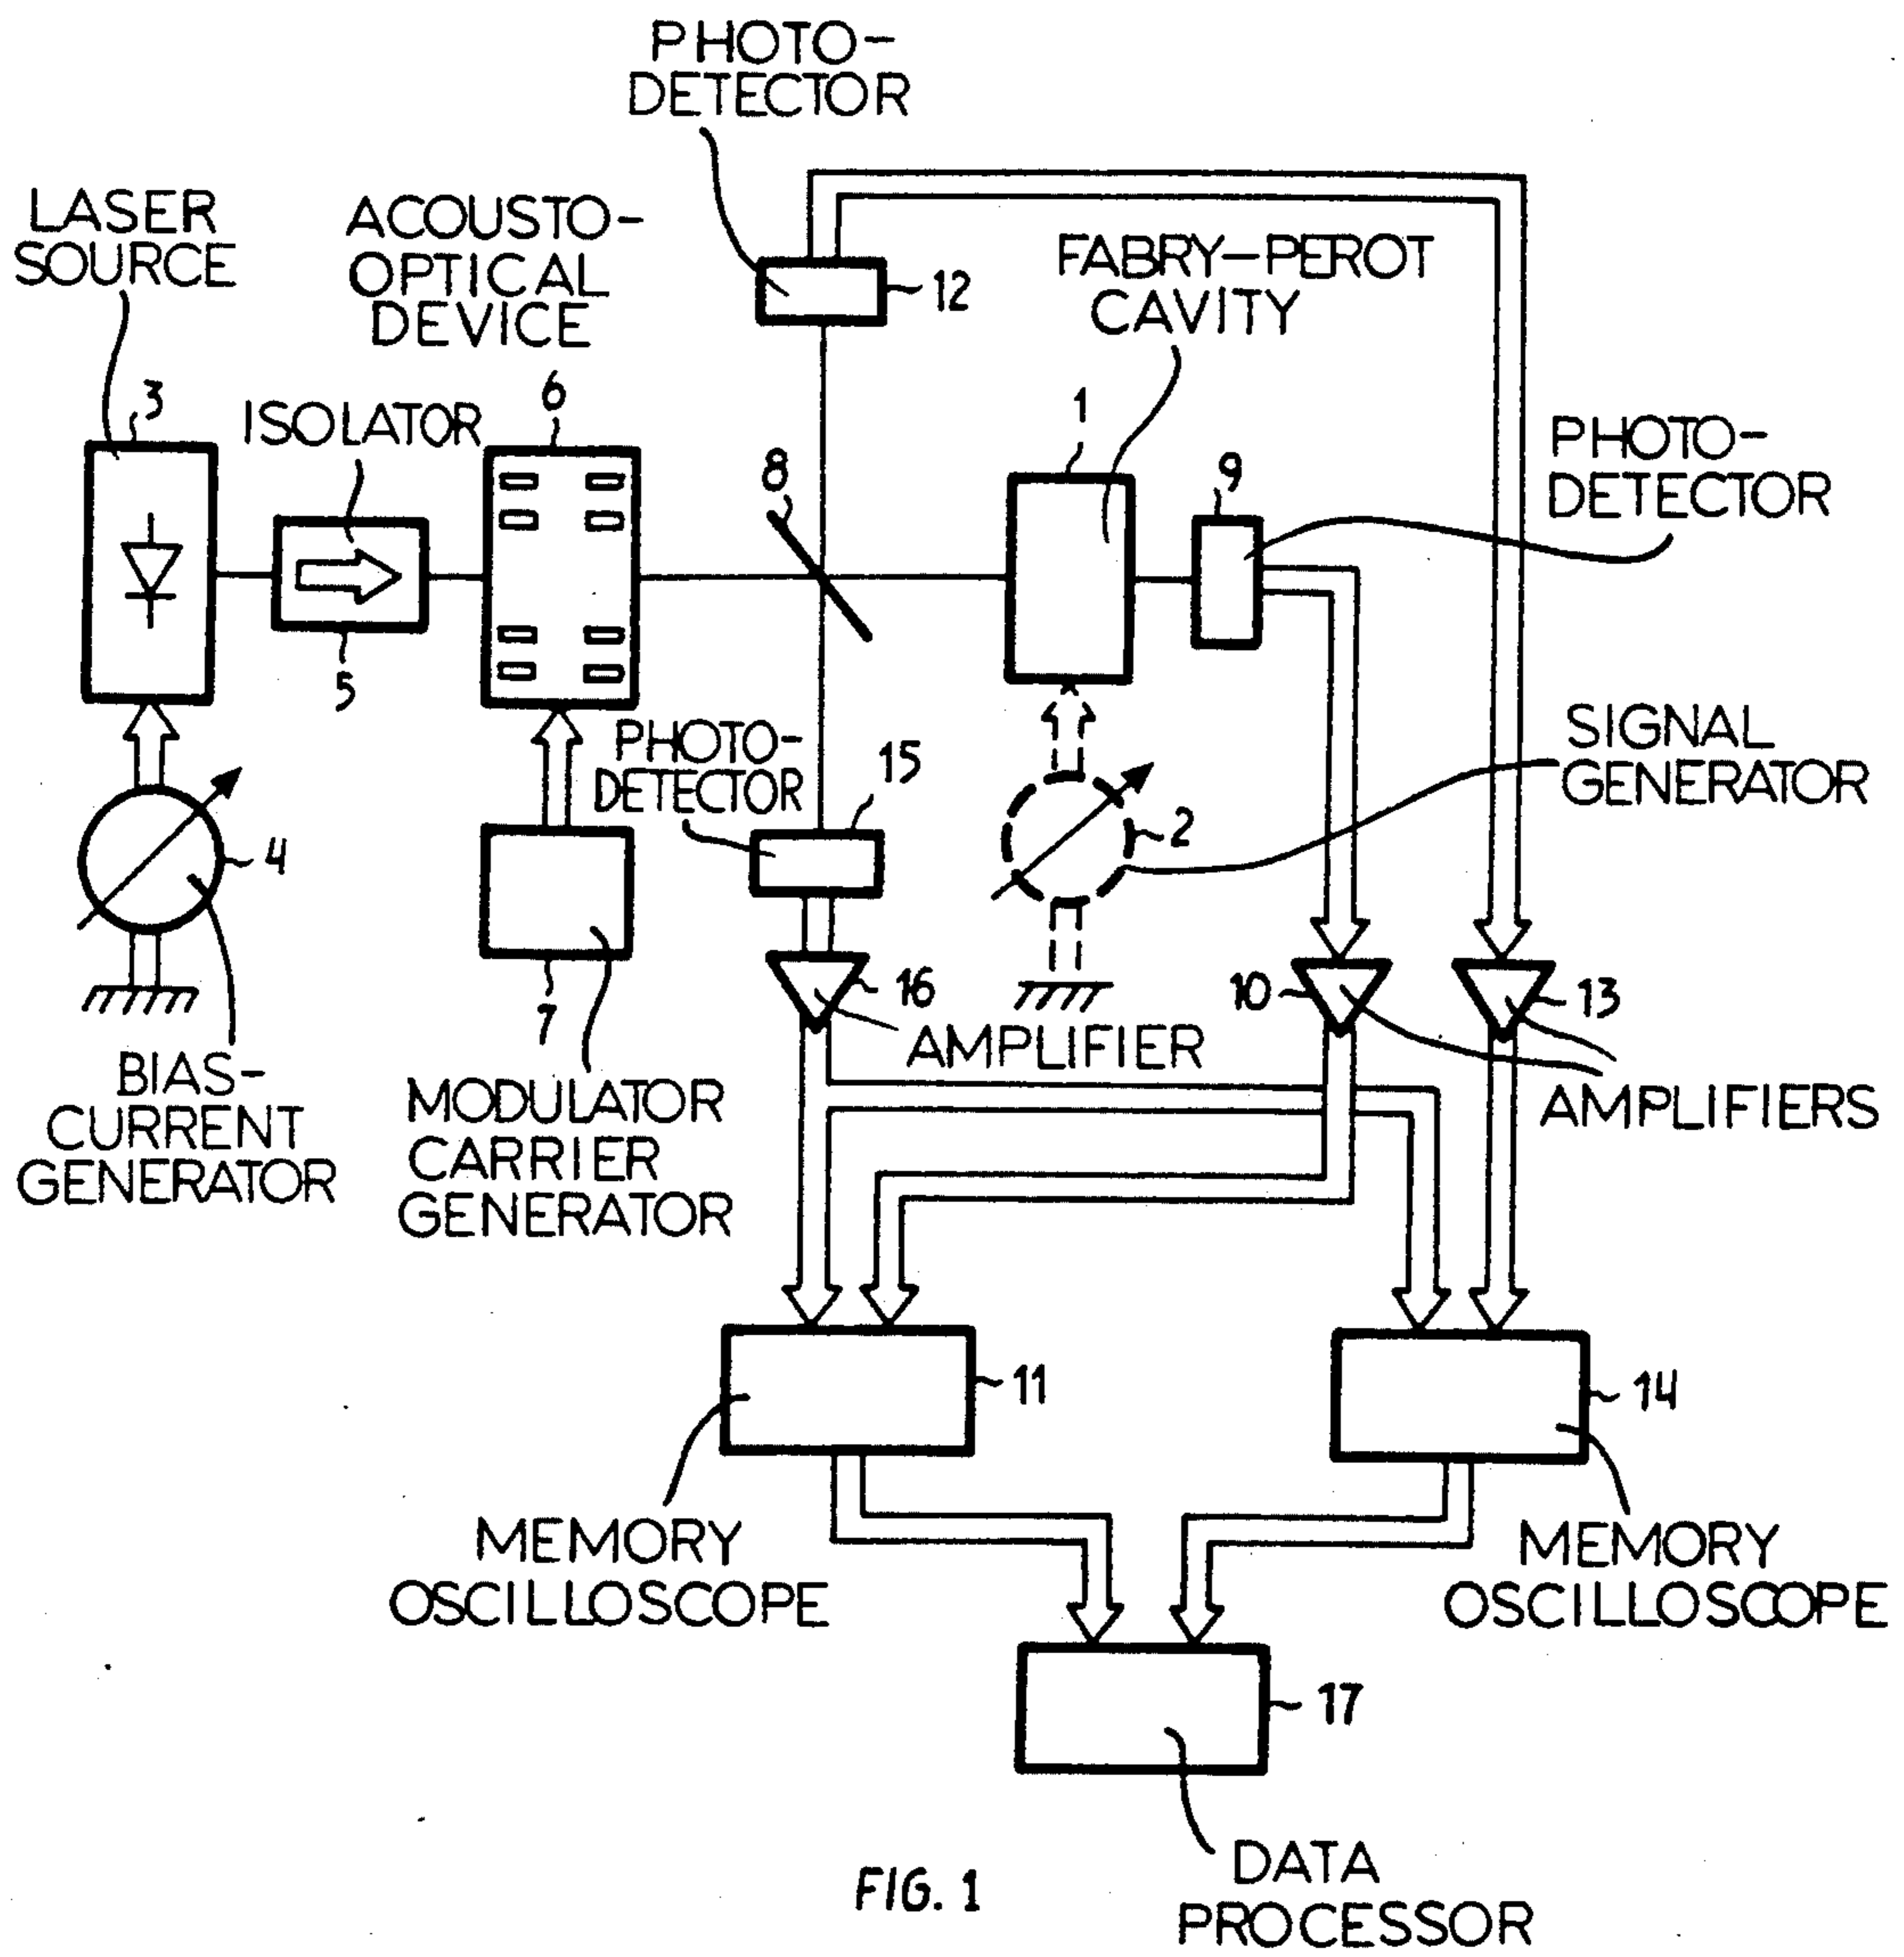 PHOTO-
DETECTOR
LASER
SOURCE
ACOUSTO-
OPTICAL
DEVICE
FABRY-PEROT
CAVITY
12
3
ISOLATOR
6
8
1
9
PHOTO-
DETECTOR
5
PHOTO-
DETECTOR
15
SIGNAL
GENERATOR
4
2
7
16
AMPLIFIER
10
13
AMPLIFIERS
BIAS-
CURRENT
GENERATOR
MODULATOR
CARRIER
GENERATOR
11
14
MEMORY
OSCILLOSCOPE
MEMORY
OSCILLOSCOPE
17
DATA
PROCESSOR
FIG. 1